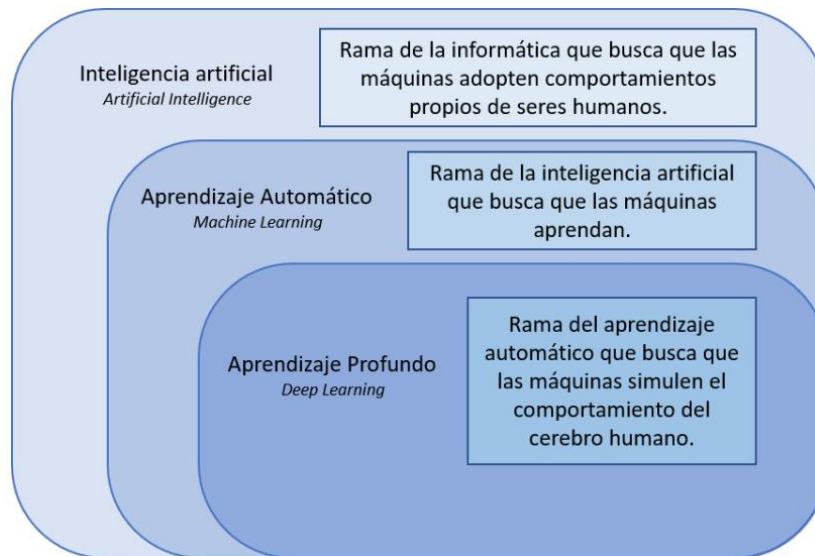 Inteligencia artificial
Artificial Intelligence
Rama de la informática que busca que las
máquinas adopten comportamientos
propios de seres humanos.
Aprendizaje Automático
Machine Learning
Rama de la inteligencia artificial
que busca que las máquinas
aprendan.
Aprendizaje Profundo
Deep Learning
Rama del aprendizaje
automático que busca que
las máquinas simulen el
comportamiento del
cerebro humano.